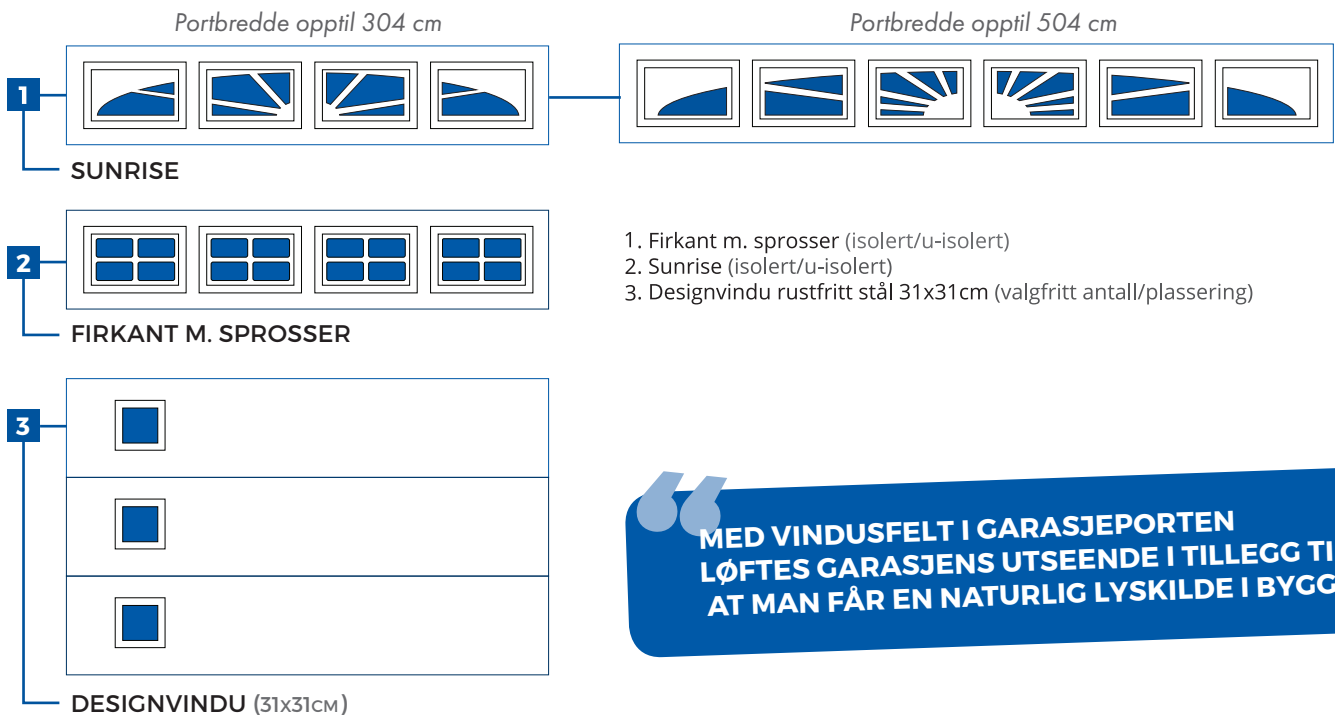 Portbredde opptil 304 cm
Portbredde opptil 504 cm
1
SUNRISE
2
FIRKANT M. SPROSSER
1. Firkant m. sprosser (isolert/u-isolert)
2. Sunrise (isolert/u-isolert)
3. Designvindu rustfritt stål 31x31cm (valgfritt antall/plassering)
3
DESIGNVINDU (31x31CM)
MED VINDUSFELT I GARASJEPORTEN
LØFTES GARASJENS UTSEENDE I TILLEGG TI
AT MAN FÅR EN NATURLIG LYSKILDE I BYGG